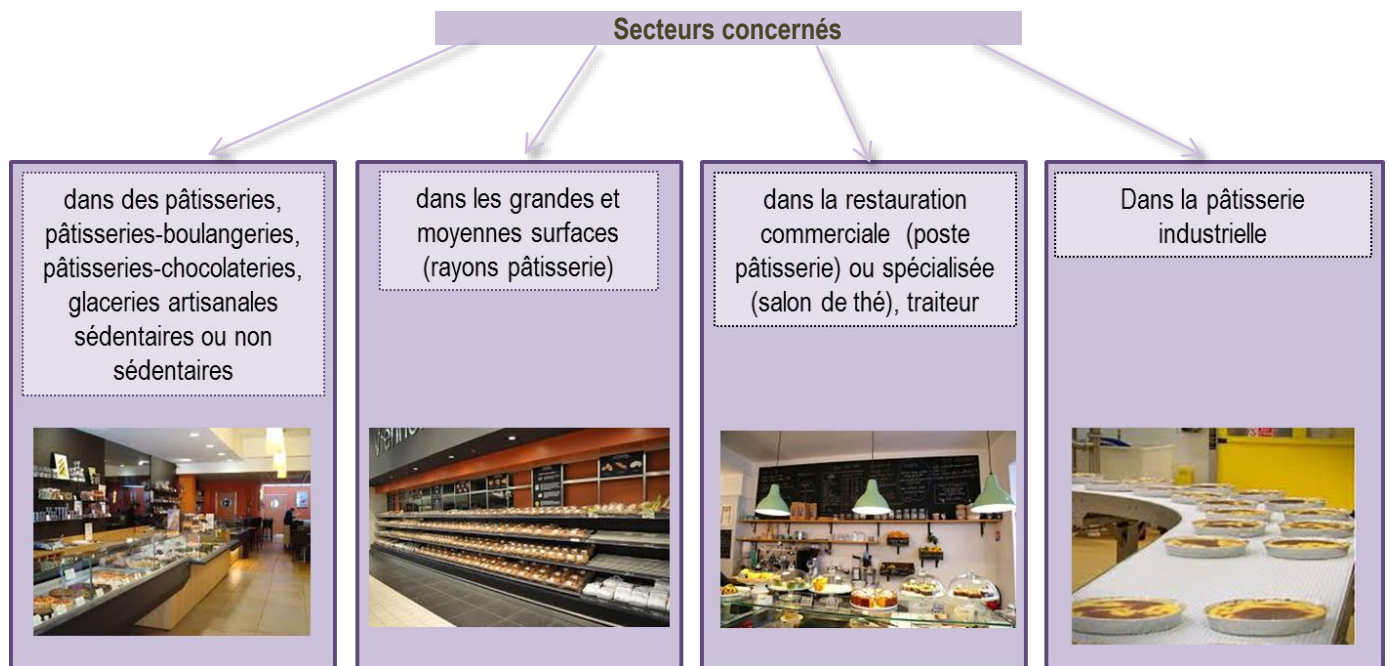 Secteurs concernés
dans des pâtisseries,
pâtisseries-boulangeries,
pâtisseries-chocolateries,
glaceries artisanales
sédentaires ou non
sédentaires
dans les grandes et
moyennes surfaces
(rayons pâtisserie)
dans la restauration
commerciale (poste
pâtisserie) ou spécialisée
(salon de thé), traiteur
Dans la pâtisserie
industrielle